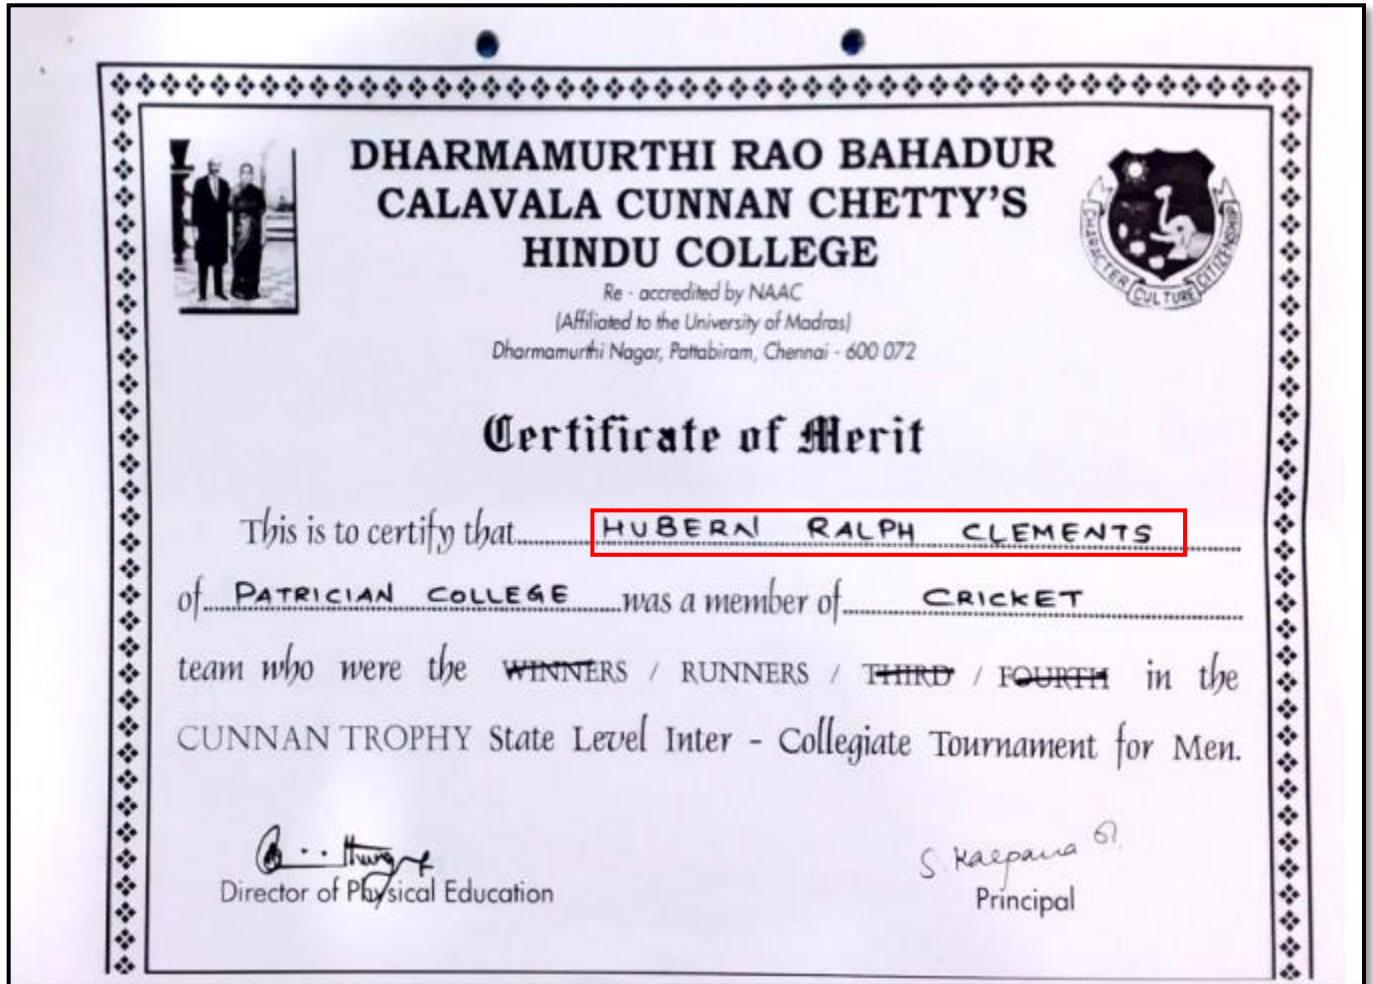 DHARMAMURTHI RAO BAHADUR
CALAVALA CUNNAN CHETTY'S
HINDU COLLEGE
Re - accredited by NAAC
(Affiliated to the University of Madras)
Dharmamurthi Nagar, Pattabiram, Chennai - 600 072
CHARACTER CULTURE CITIZENSHIP
Certificate of Merit
This is to certify that HUBERN RALPH CLEMENTS
of PATRICIAN COLLEGE was a member of CRICKET
team who were the WINNERS / RUNNERS / THIRD / FOURTH in the
CUNNAN TROPHY State Level Inter - Collegiate Tournament for Men.
S. Kalpana
Director of Physical Education
Principal